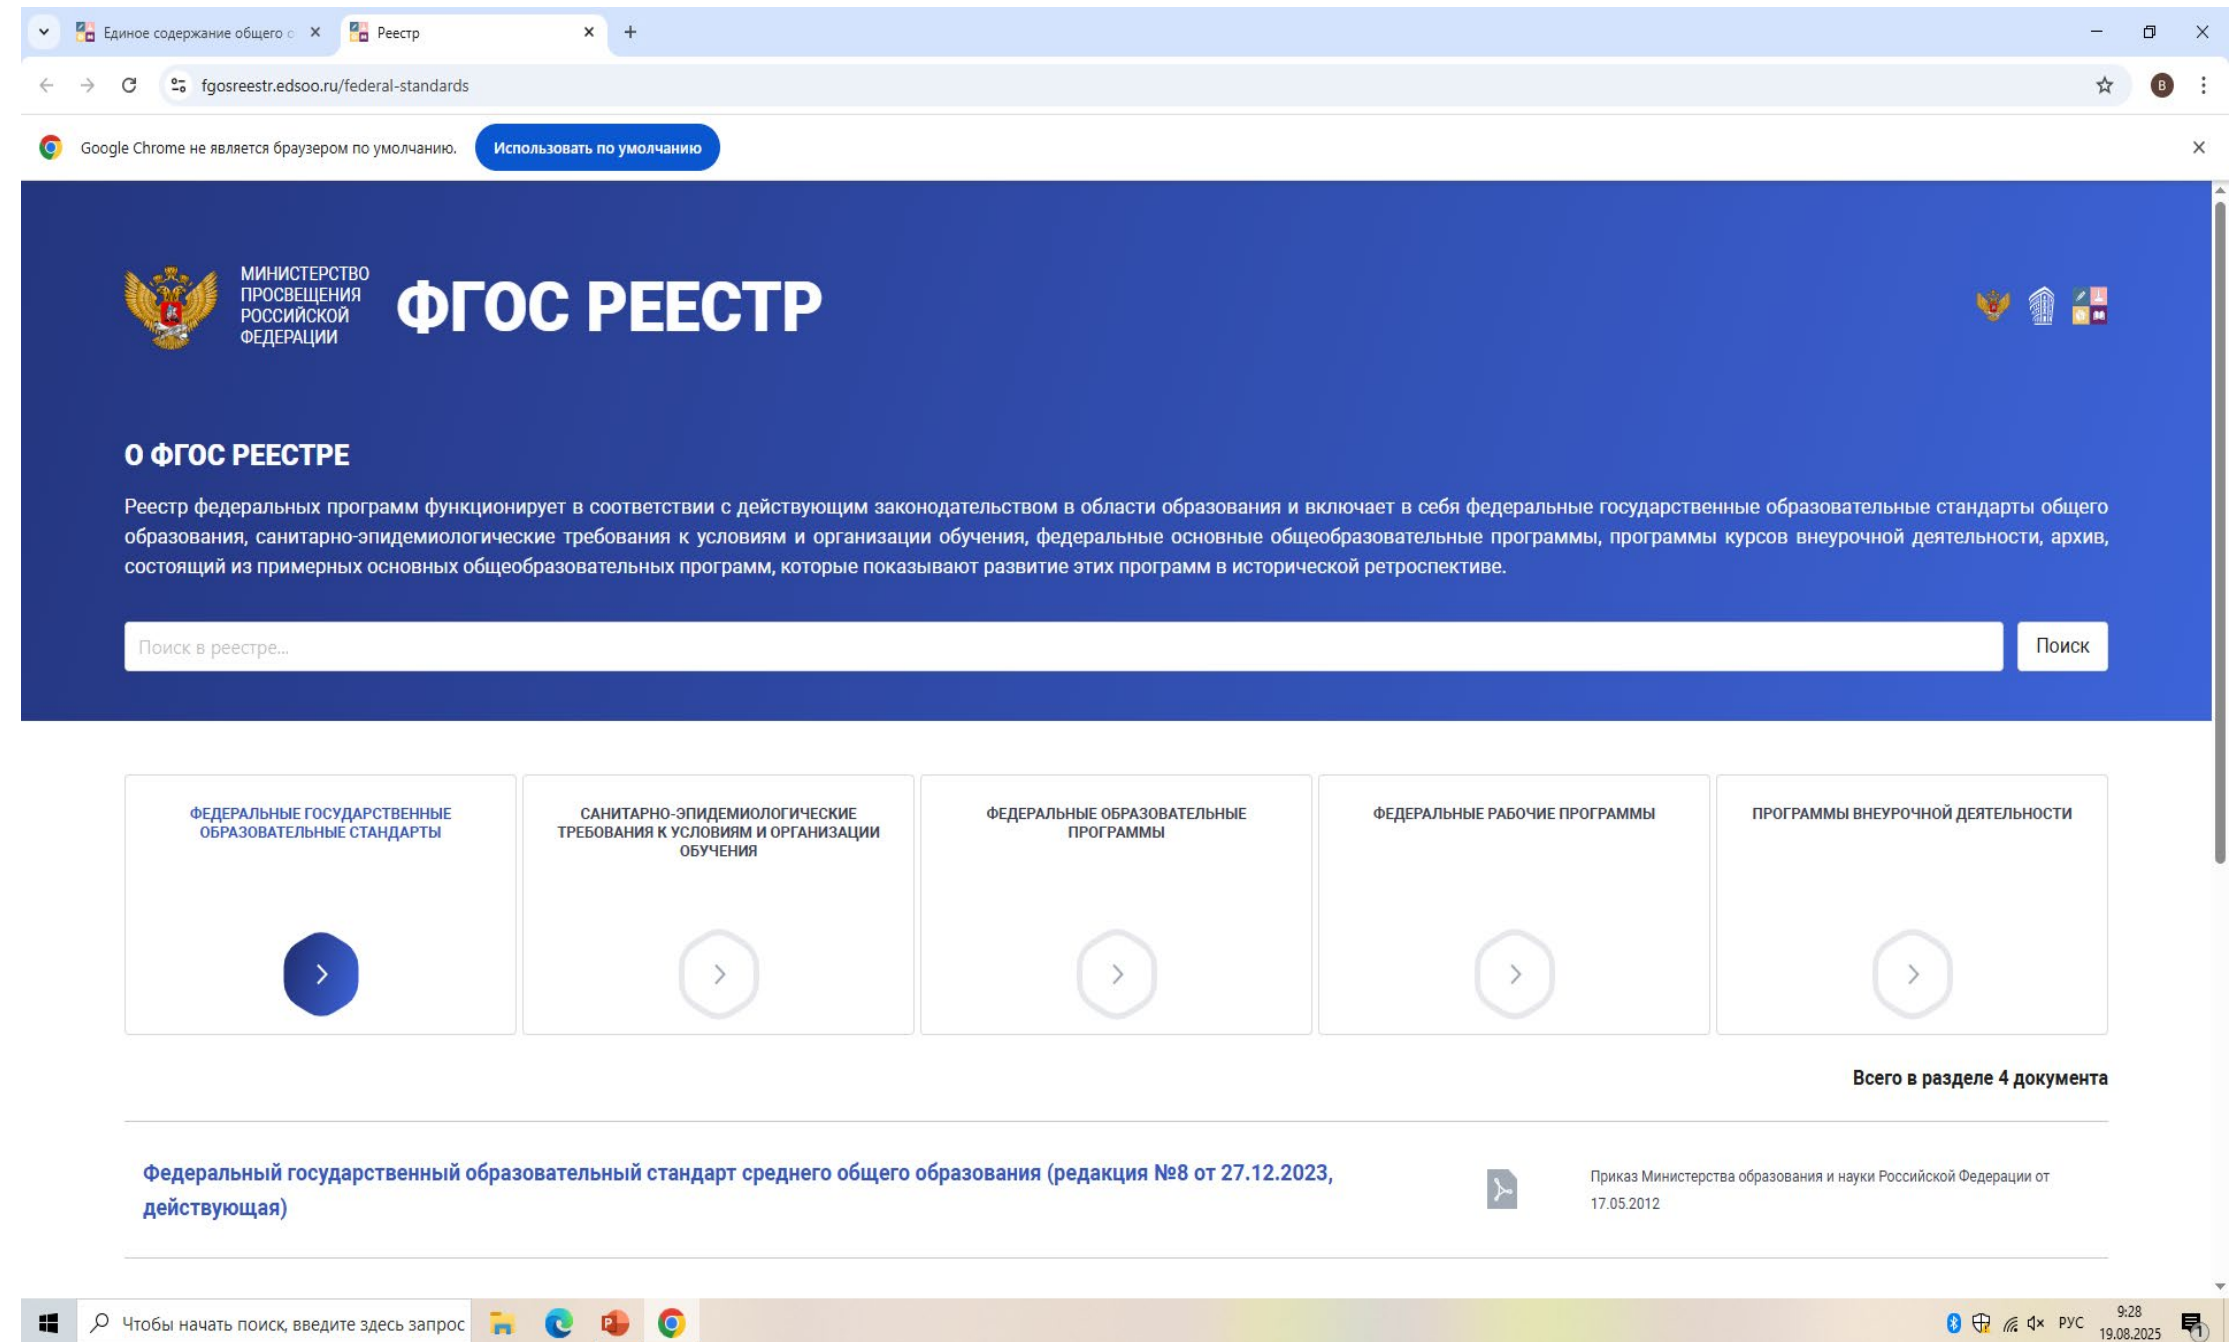 Единое содержание общего о
Реестр
fgosreestr.edsoo.ru/federal-standards
B
Google Chrome не является браузером по умолчанию.
Использовать по умолчанию
МИНИСТЕРСТВО
ПРОСВЕЩЕНИЯ
РОССИЙСКОЙ
ФЕДЕРАЦИИ
ФГОС РЕЕСТР
О ФГОС РЕЕСТРЕ
Реестр федеральных программ функционирует в соответствии с действующим законодательством в области образования и включает в себя федеральные государственные образовательные стандарты общего
образования, санитарно-эпидемиологические требования к условиям и организации обучения, федеральные основные общеобразовательные программы, программы курсов внеурочной деятельности, архив,
состоящий из примерных основных общеобразовательных программ, которые показывают развитие этих программ в исторической ретроспективе.
Поиск в реестре...
Поиск
ФЕДЕРАЛЬНЫЕ ГОСУДАРСТВЕННЫЕ
ОБРАЗОВАТЕЛЬНЫЕ СТАНДАРТЫ
САНИТАРНО-ЭПИДЕМИОЛОГИЧЕСКИЕ
ТРЕБОВАНИЯ К УСЛОВИЯМ И ОРГАНИЗАЦИИ
ОБУЧЕНИЯ
ФЕДЕРАЛЬНЫЕ ОБРАЗОВАТЕЛЬНЫЕ
ПРОГРАММЫ
ФЕДЕРАЛЬНЫЕ РАБОЧИЕ ПРОГРАММЫ
ПРОГРАММЫ ВНЕУРОЧНОЙ ДЕЯТЕЛЬНОСТИ
Всего в разделе 4 документа
Федеральный государственный образовательный стандарт среднего общего образования (редакция №8 от 27.12.2023,
действующая)
Приказ Министерства образования и науки Российской Федерации от
17.05.2012
Чтобы начать поиск, введите здесь запрос
РУС
9:28
19.08.2025
1